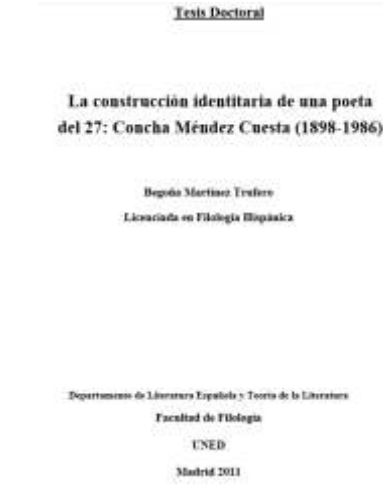 Tesis Doctoral
La construcción identitaria de una poeta
del 27: Concha Méndez Cuesta (1898-1986)
Begoña Martínez Trufero
Licenciada en Filología Hispánica
Departamento de Literatura Española y Teoría de la Literatura
Facultad de Filología
UNED
Madrid 2011